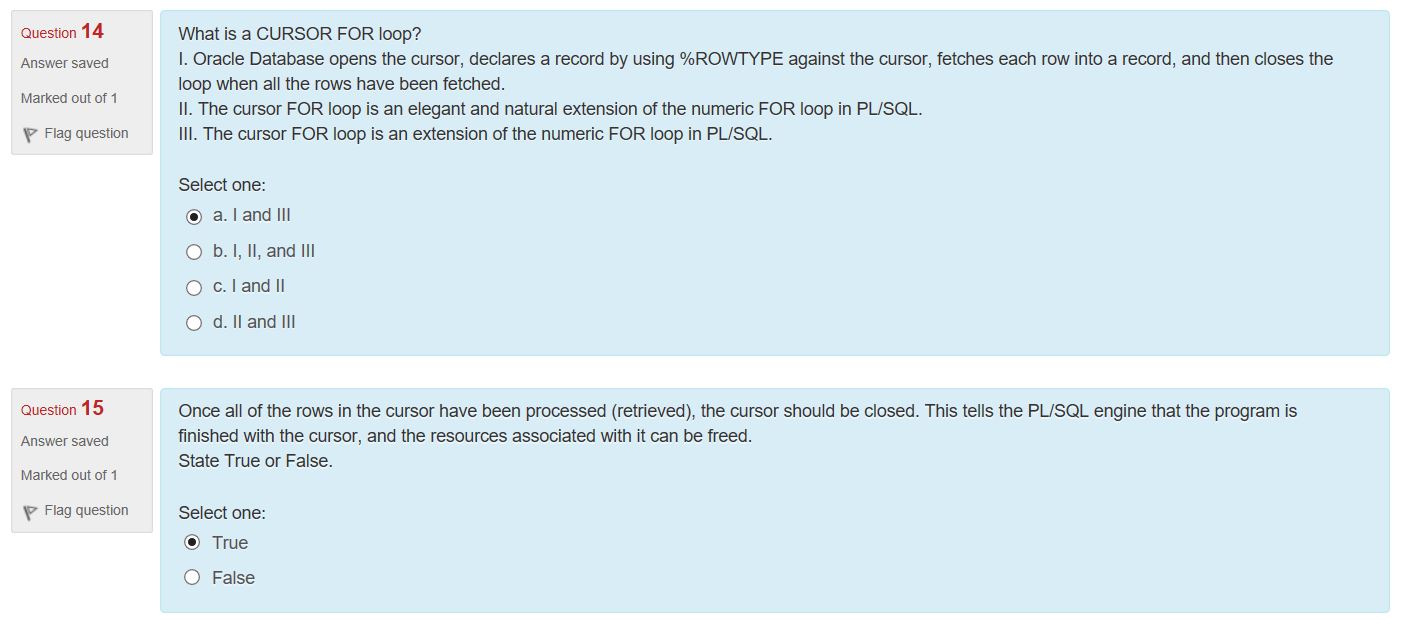 Question 14
Answer saved
Marked out of 1
Flag question
What is a CURSOR FOR loop?
I. Oracle Database opens the cursor, declares a record by using %ROWTYPE against the cursor, fetches each row into a record, and then closes the
loop when all the rows have been fetched.
II. The cursor FOR loop is an elegant and natural extension of the numeric FOR loop in PL/SQL.
III. The cursor FOR loop is an extension of the numeric FOR loop in PL/SQL.
Select one:
a. I and III
b. I, II, and III
c. I and II
d. II and III
Question 15
Answer saved
Marked out of 1
Flag question
Once all of the rows in the cursor have been processed (retrieved), the cursor should be closed. This tells the PL/SQL engine that the program is
finished with the cursor, and the resources associated with it can be freed.
State True or False.
Select one:
True
False